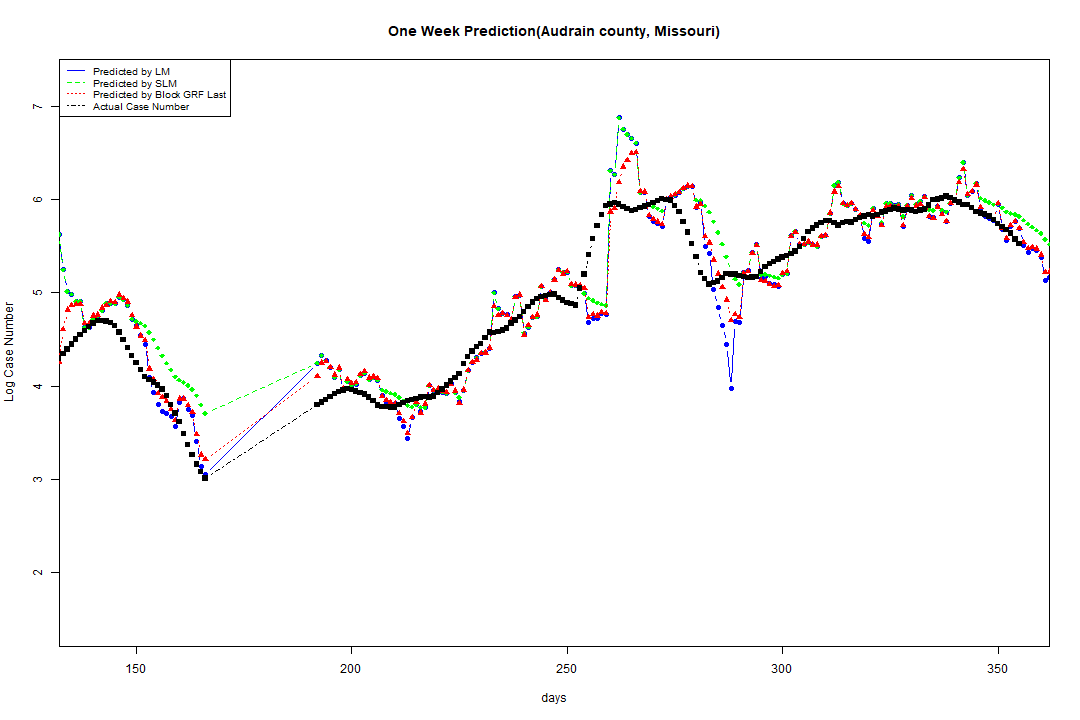 One Week Prediction(Audrain county, Missouri)
Predicted by LM
Predicted by SLM
Predicted by Block GRF Last
Actual Case Number
7
6
5
4
3
2
Log Case Number
150 200 250 300 350
days